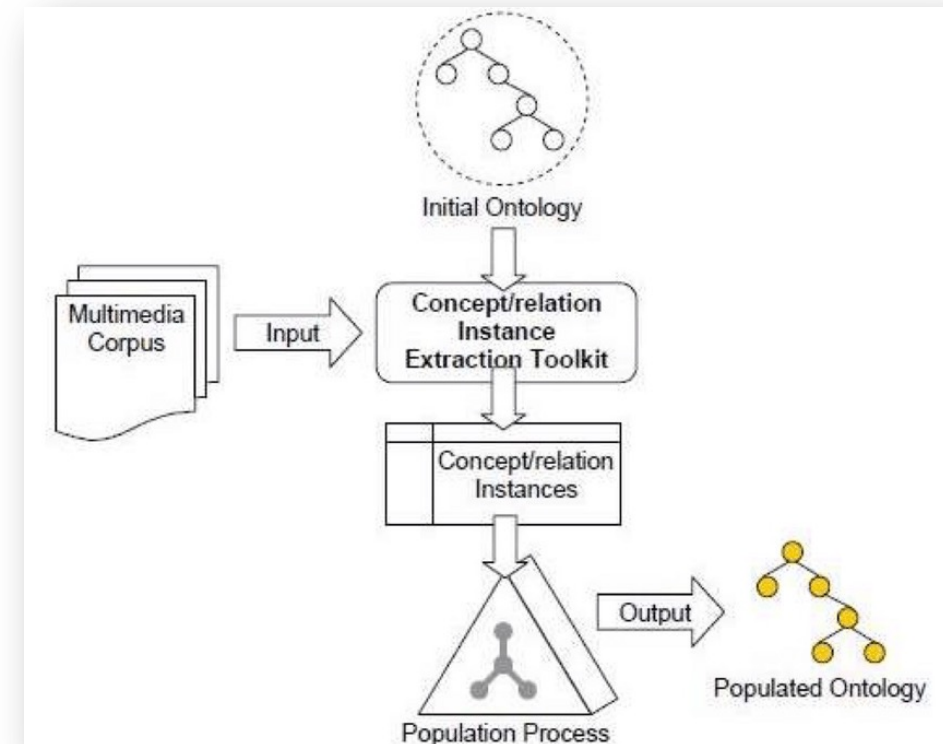 Initial Ontology
Multimedia
Corpus
Input
Concept/relation
Instance
Extraction Toolkit
Concept/relation
Instances
Output
Populated Ontology
Population Process